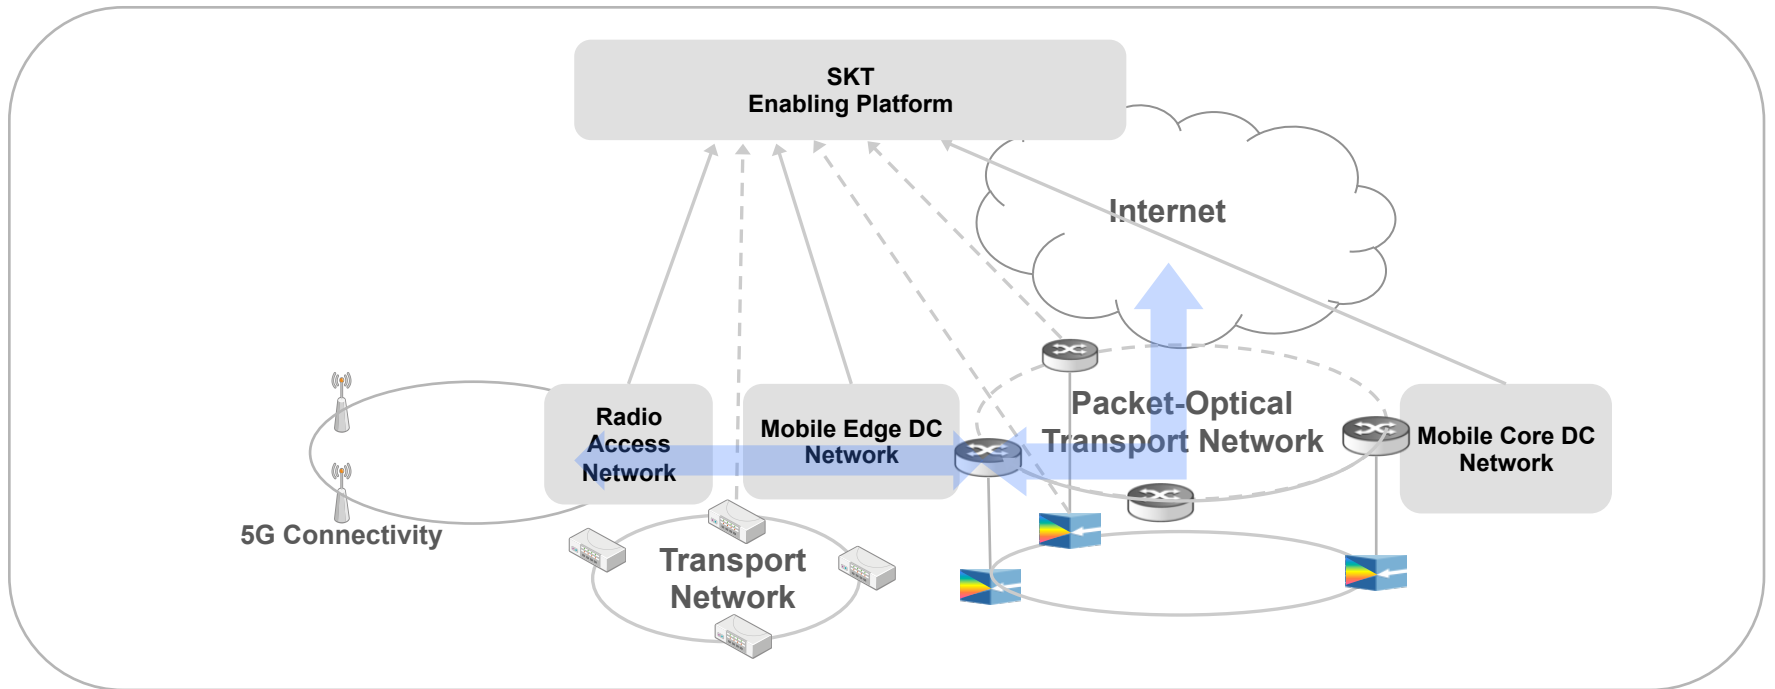 SKT
Enabling Platform
Internet
Radio
Access
Network
Mobile Edge DC
Network
Packet-Optical
Transport Network
Mobile Core DC
Network
5G Connectivity
Transport
Network